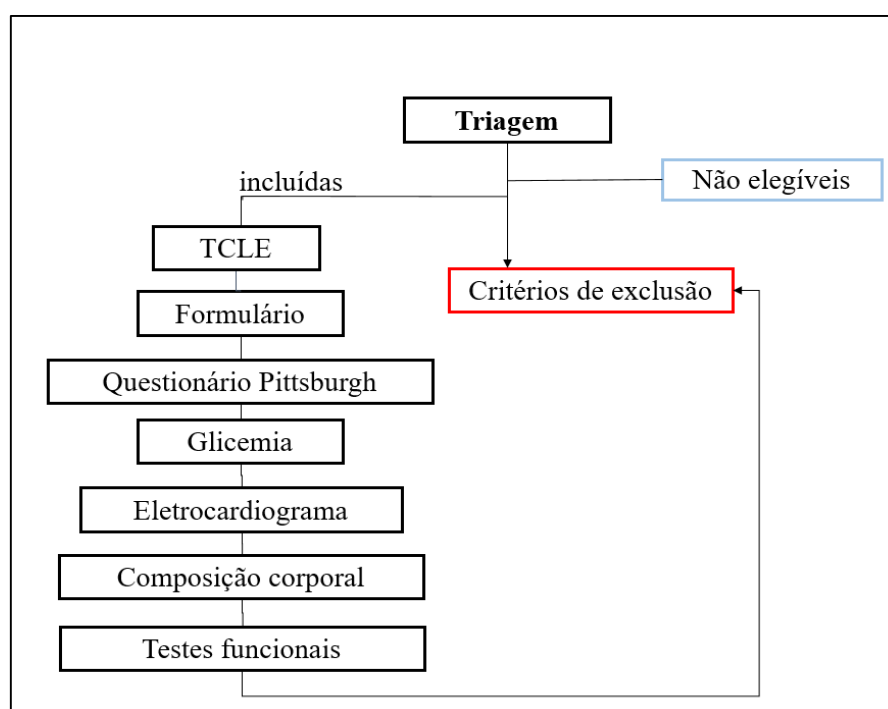 Triagem
Não elegíveis
incluídas
TCLE
Critérios de exclusão
Formulário
Questionário Pittsburgh
Glicemia
Eletrocardiograma
Composição corporal
Testes funcionais